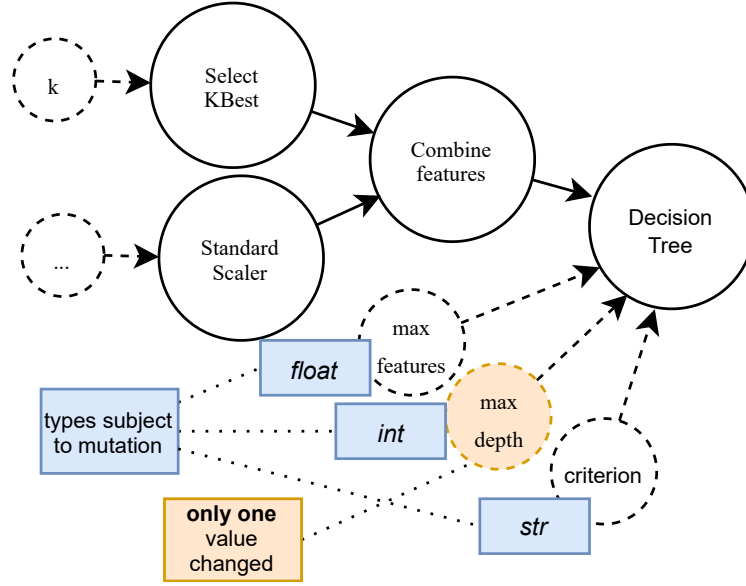 k
Select
KBest
Combine
features
...
Standard
Scaler
Decision
Tree
max
features
float
max
depth
int
types subject
to mutation
criterion
str
only one
value
changed